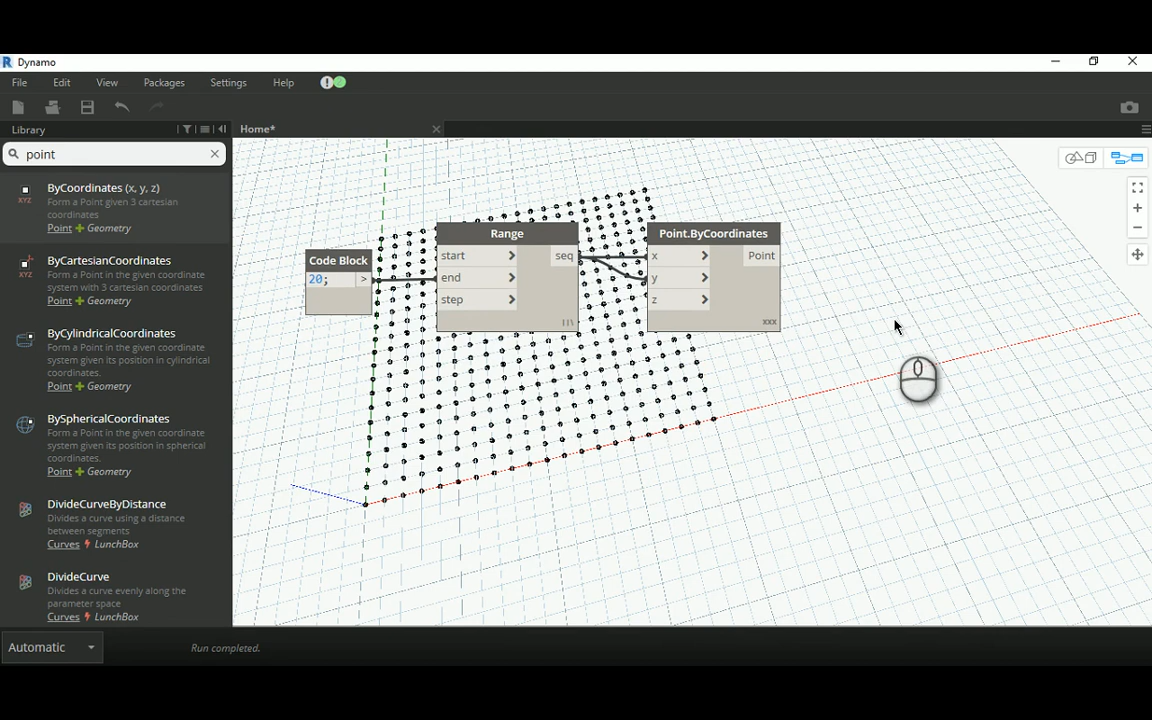 Dynamo
File Edit View Packages Settings Help
Library
Home*
point
ByCoordinates (x, y, z)
Form a Point given 3 cartesian
coordinates
Point Geometry
ByCartesianCoordinates
Form a Point in the given coordinate
system with 3 cartesian coordinates
Point Geometry
ByCylindricalCoordinates
Form a Point in the given coordinate
system given its position in cylindrical
coordinates.
Point Geometry
BySphericalCoordinates
Form a Point in the given coordinate
system given its position in spherical
coordinates.
Point Geometry
DivideCurveByDistance
Divides a curve using a distance
between segments
Curves LunchBox
DivideCurve
Divides a curve evenly along the
parameter space
Curves LunchBox
Code Block
20; >
Range
start > seq
end >
step >
Point.ByCoordinates
x > Point
y >
z >
xxx
Automatic
Run completed.